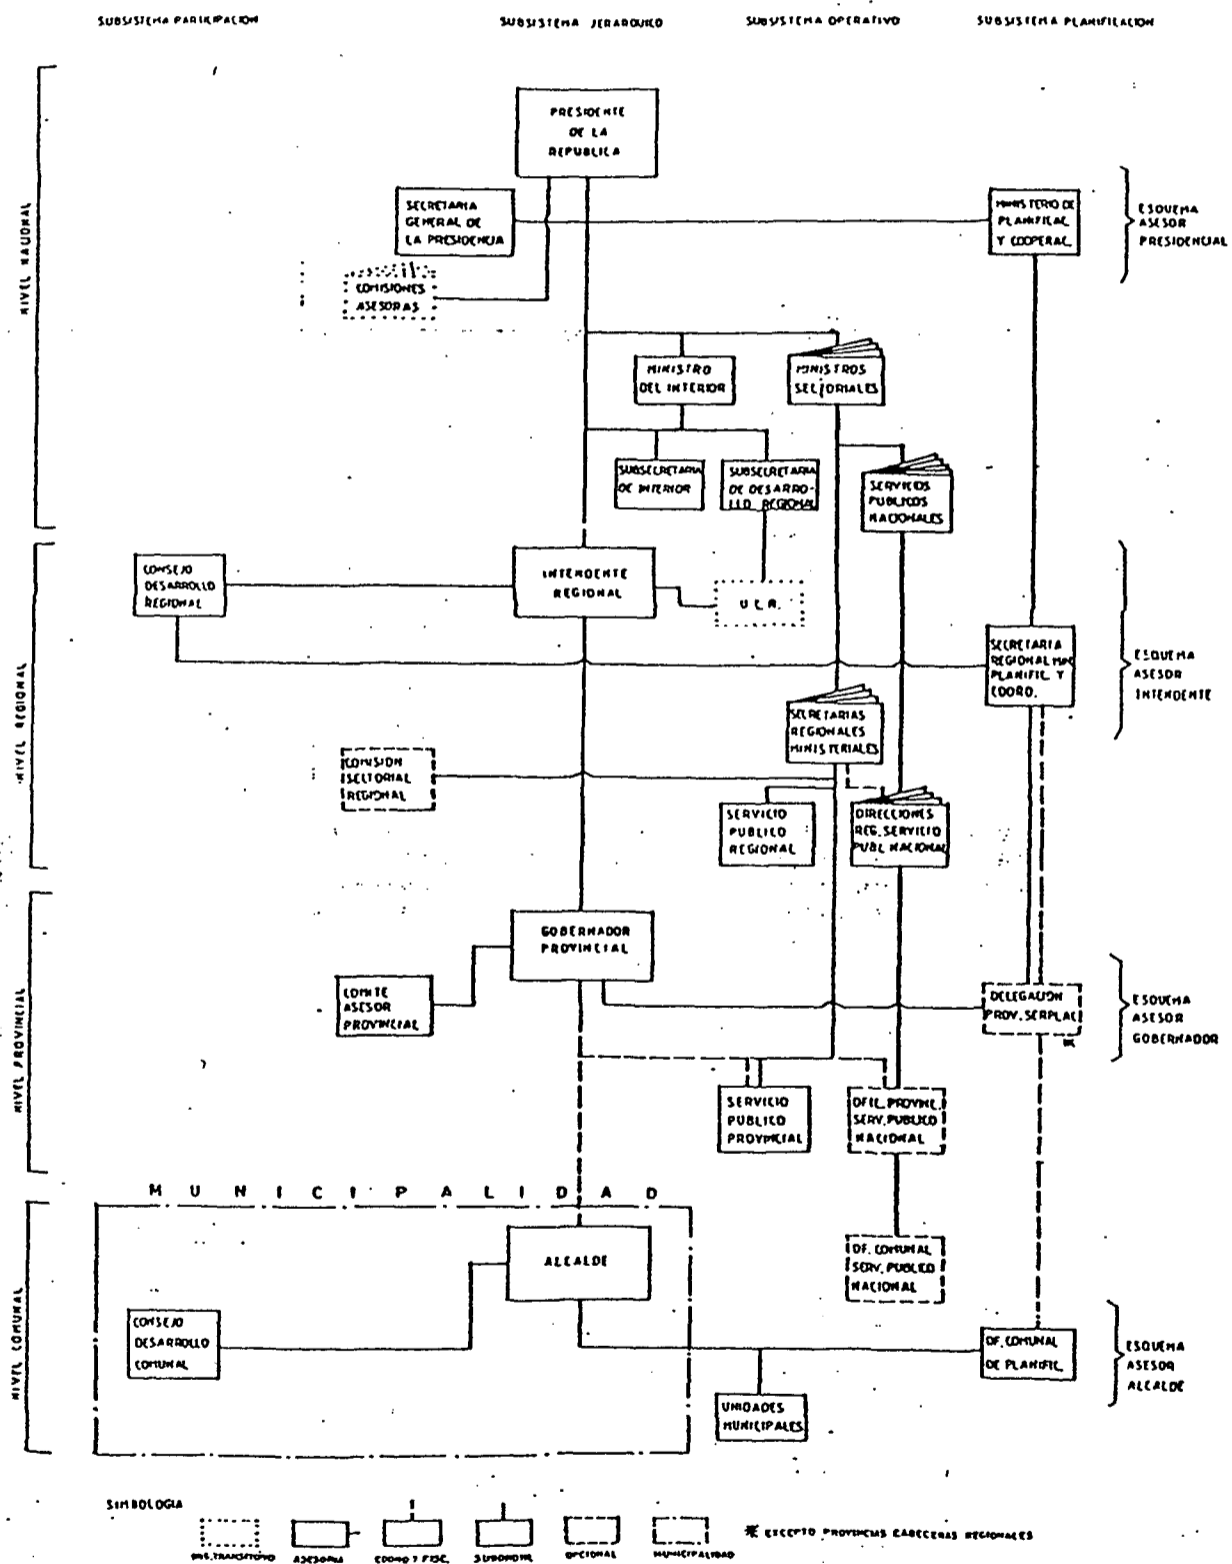 SUBSISTEMA PARTICIPACION
SUBSISTEMA JERARQUICO
SUBSISTEMA OPERATIVO
SUBSISTEMA PLANIFICACION
NIVEL NACIONAL
PRESIDENTE
DE LA
REPUBLICA
SECRETARIA
GENERAL DE
LA PRESIDENCIA
MINISTERIO DE
PLANIFICAC.
Y COOPERAC.
ESQUEMA
ASESOR
PRESIDENCIAL
COMISIONES
ASESORAS
MINISTRO
DEL INTERIOR
MINISTROS
SECTORIALES
SUBSECRETARIA
DE INTERIOR
SUBSECRETARIA
DE DESARRO-
LLO REGIONAL
SERVICIOS
PUBLICOS
NACIONALES
NIVEL REGIONAL
CONSEJO
DESARROLLO
REGIONAL
INTENDENTE
REGIONAL
U.C.R.
SECRETARIA
REGIONAL MIN.
PLANIFIC. Y
COORD.
ESQUEMA
ASESOR
INTENDENTE
SECRETARIAS
REGIONALES
MINISTERIALES
COMISION
SECTORIAL
REGIONAL
SERVICIO
PUBLICO
REGIONAL
DIRECCIONES
REG. SERVICIO
PUBL. NACIONAL
NIVEL PROVINCIAL
GOBERNADOR
PROVINCIAL
COMITE
ASESOR
PROVINCIAL
DELEGACION
PROV. SERPLAC
*
ESQUEMA
ASESOR
GOBERNADOR
SERVICIO
PUBLICO
PROVINCIAL
OFIC. PROVINC.
SERV. PUBLICO
NACIONAL
NIVEL COMUNAL
MUNICIPALIDAD
ALCALDE
OF. COMUNAL
SERV. PUBLICO
NACIONAL
CONSEJO
DESARROLLO
COMUNAL
OF. COMUNAL
DE PLANIFIC.
ESQUEMA
ASESOR
ALCALDE
UNIDADES
MUNICIPALES
SIMBOLOGIA
TRANSITORIO
ASESORIA
COORD Y FISC.
SUBORDIN.
OPCIONAL
MUNICIPALIDAD
* EXCEPTO PROVINCIAS CABECERAS REGIONALES